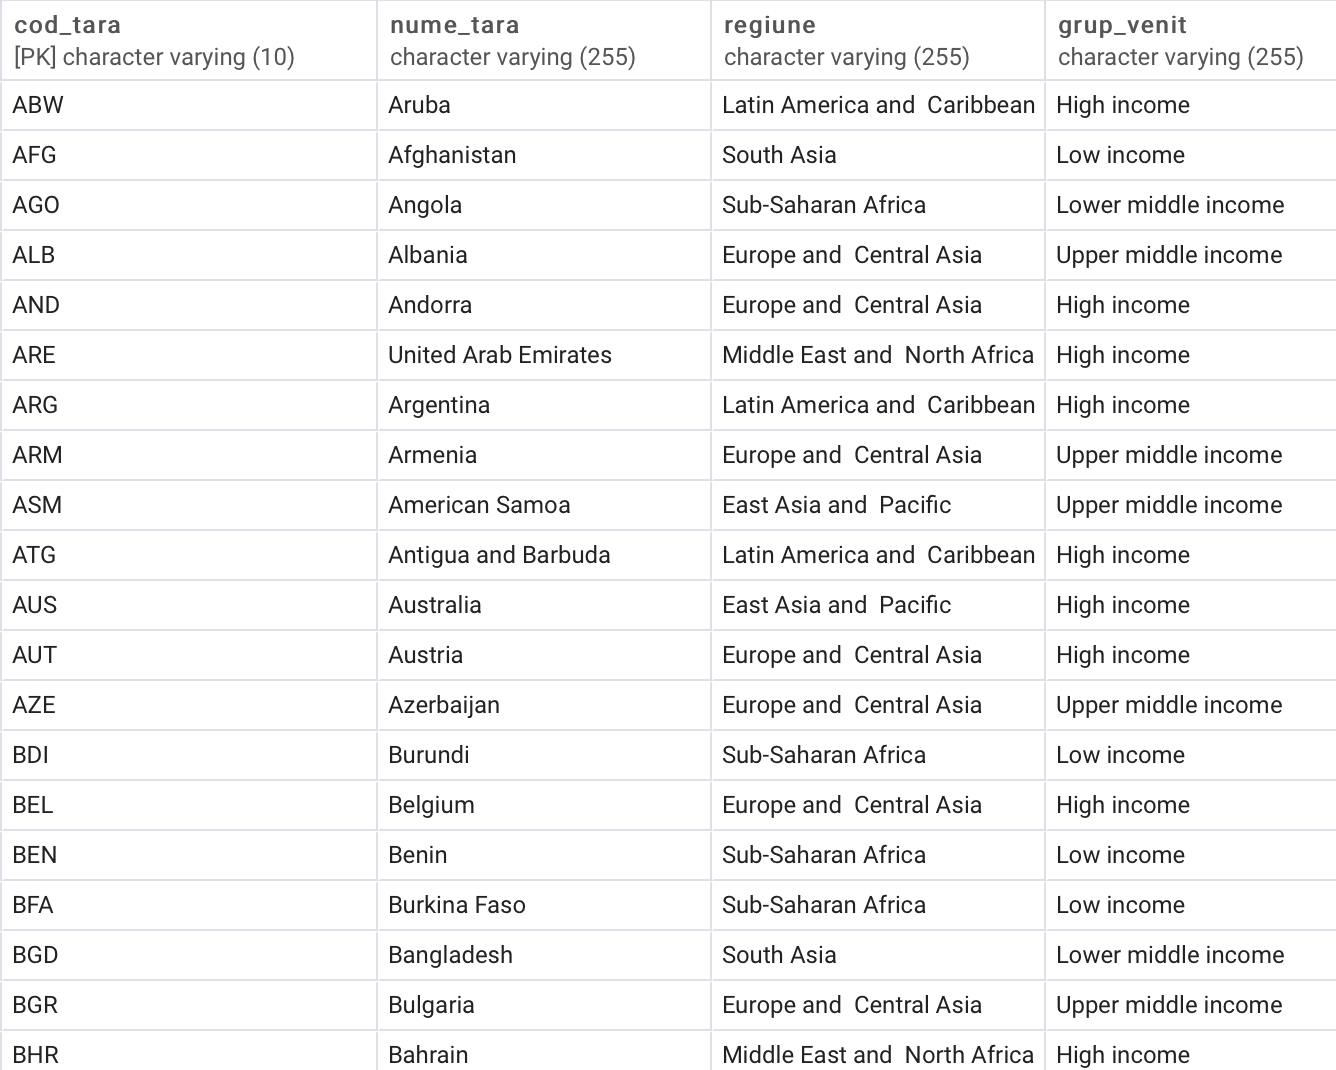 cod_tara nume_tara regiune grup_venit
[PK] character varying (10) character varying (255) character varying (255) character varying (255)
ABW Aruba Latin America and  Caribbean High income
AFG Afghanistan South Asia Low income
AGO Angola Sub-Saharan Africa Lower middle income
ALB Albania Europe and  Central Asia Upper middle income
AND Andorra Europe and  Central Asia High income
ARE United Arab Emirates Middle East and  North Africa High income
ARG Argentina Latin America and  Caribbean High income
ARM Armenia Europe and  Central Asia Upper middle income
ASM American Samoa East Asia and  Pacific Upper middle income
ATG Antigua and Barbuda Latin America and  Caribbean High income
AUS Australia East Asia and  Pacific High income
AUT Austria Europe and  Central Asia High income
AZE Azerbaijan Europe and  Central Asia Upper middle income
BDI Burundi Sub-Saharan Africa Low income
BEL Belgium Europe and  Central Asia High income
BEN Benin Sub-Saharan Africa Low income
BFA Burkina Faso Sub-Saharan Africa Low income
BGD Bangladesh South Asia Lower middle income
BGR Bulgaria Europe and  Central Asia Upper middle income
BHR Bahrain Middle East and  North Africa High income